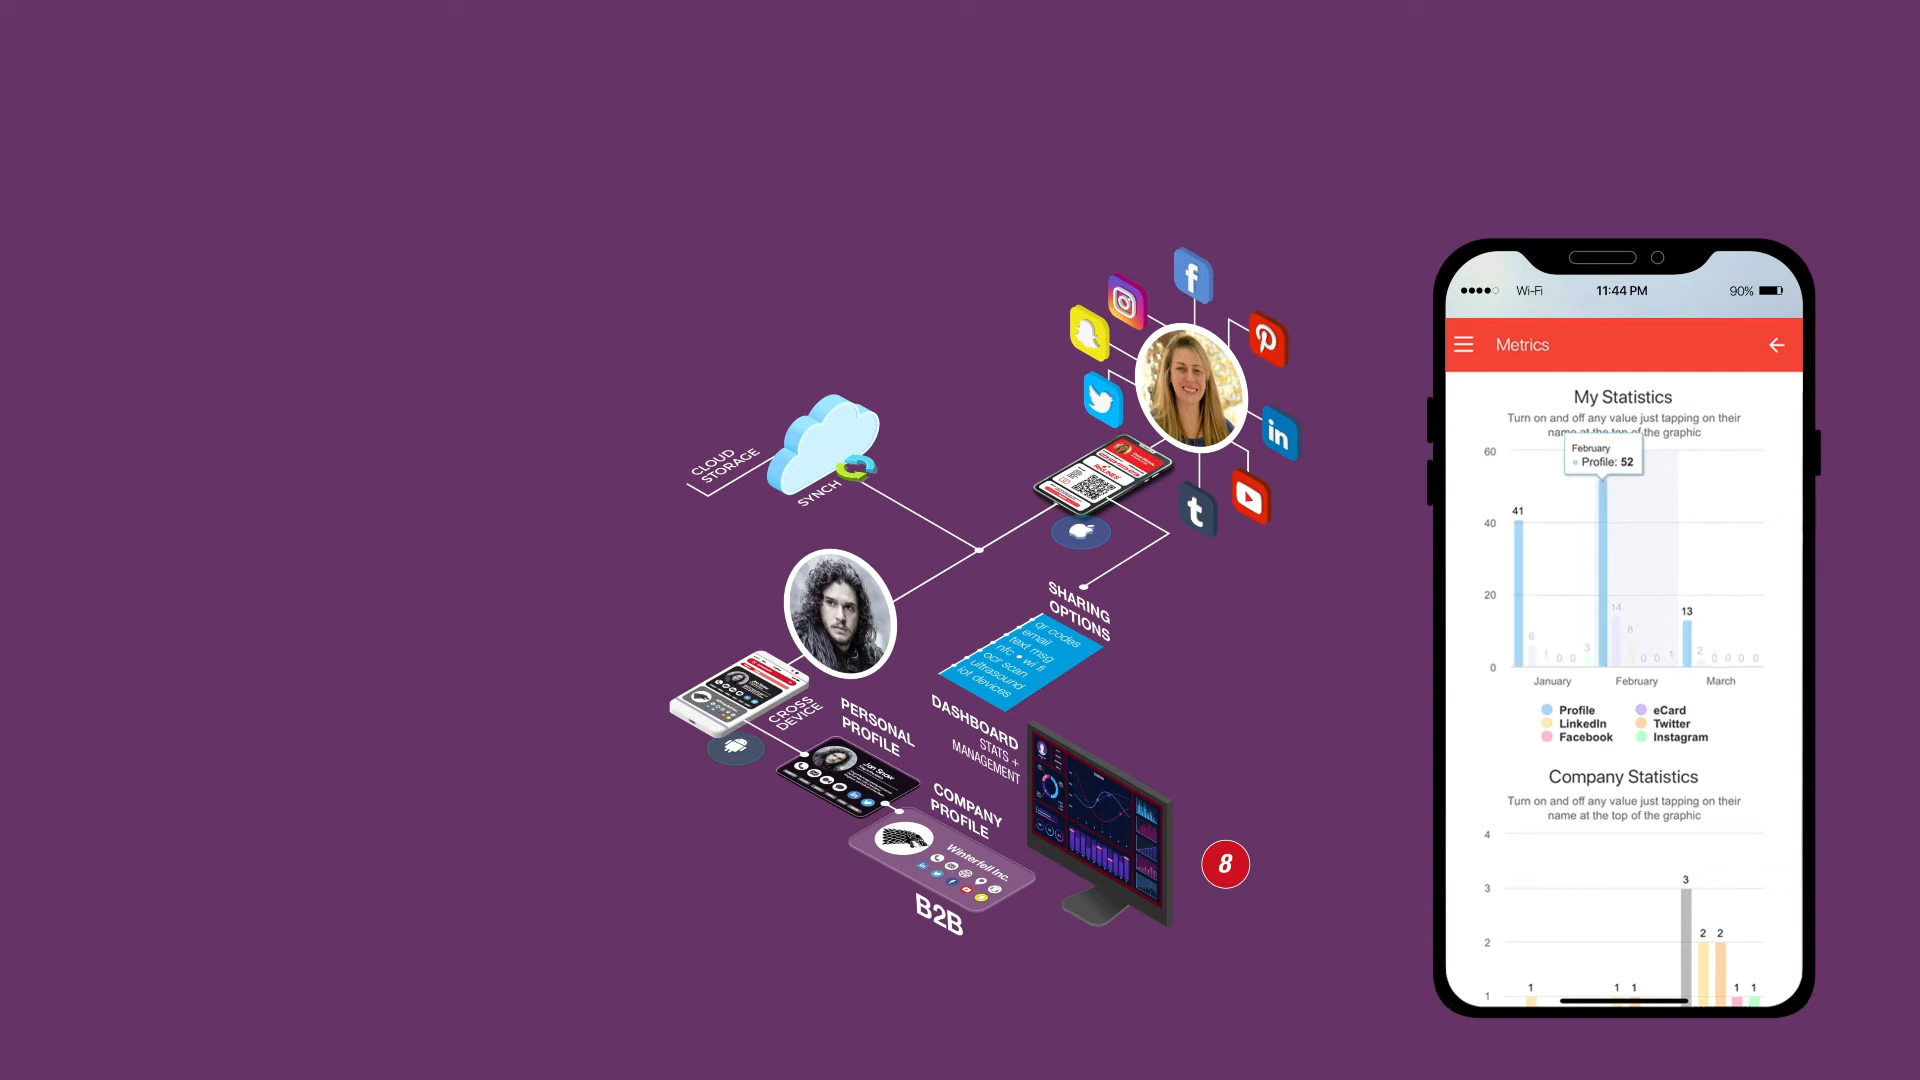 CLOUD
STORAGE
SYNCH
SHARING
OPTIONS
qr codes
email
text msg
nfc • wi fi
ocr scan
ultrasound
iot devices
CROSS
DEVICE
PERSONAL
PROFILE
Jon Snow
DASHBOARD
STATS +
MANAGEMENT
COMPANY
PROFILE
Winterfell Inc.
B2B
8
Wi-Fi 11:44 PM 90%
Metrics
My Statistics
Turn on and off any value just tapping on their
name at the top of the graphic
February
Profile: 52
60
40
20
0
41
6
1
0
0
3
14
8
0
0
1
13
2
0
0
0
0
January February March
Profile eCard
LinkedIn Twitter
Facebook Instagram
Company Statistics
Turn on and off any value just tapping on their
name at the top of the graphic
4
3
2
1
1
1
1
3
2
2
1
1